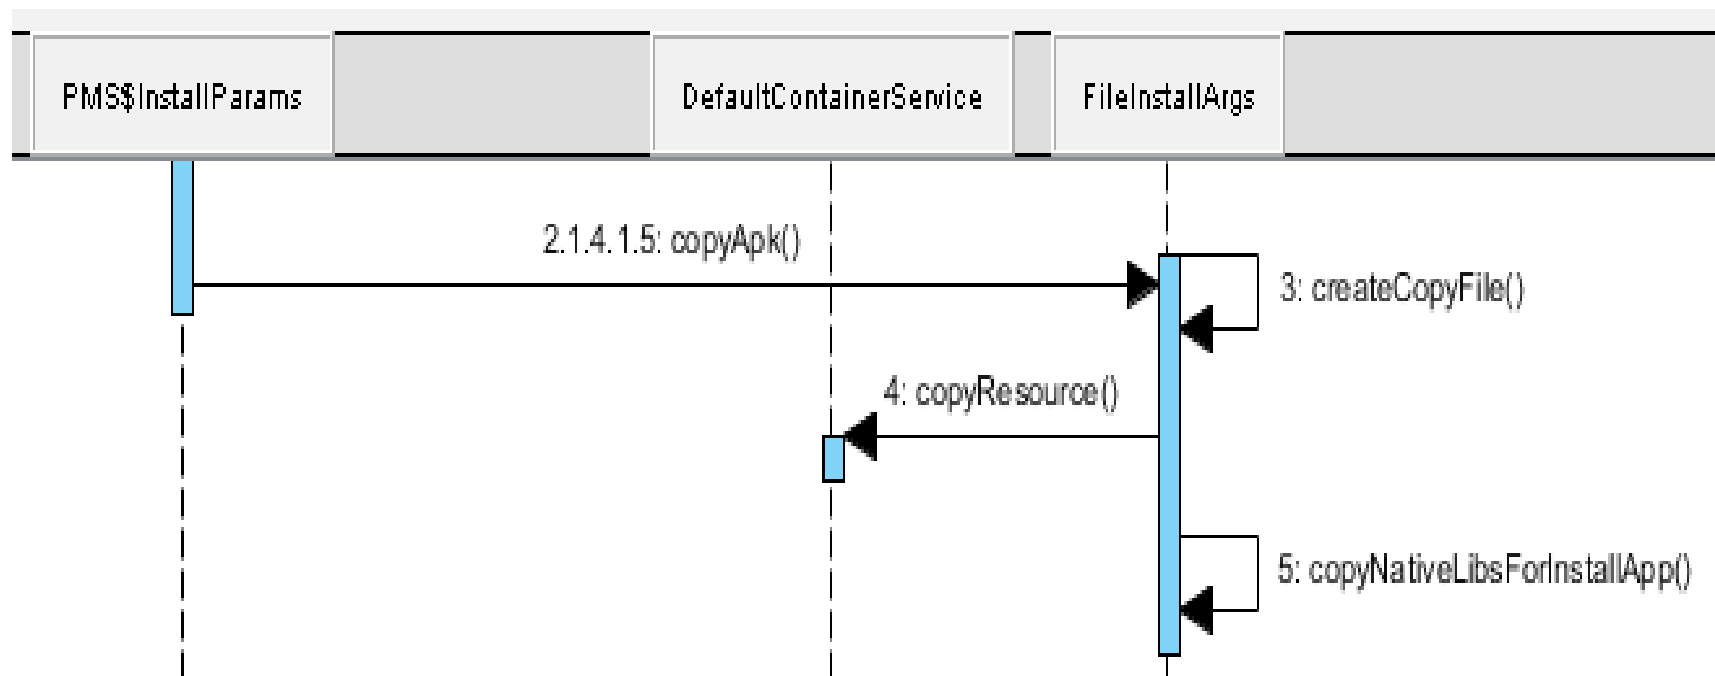 PMS$InstallParams
DefaultContainerService
FileInstallArgs
2.1.4.1.5: copyApk()
3: createCopyFile()
4: copyResource()
5: copyNativeLibsForInstallApp()